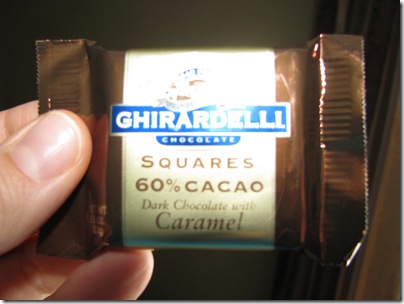 GHIRARDELLI
CHOCOLATE
SQUARES
60% CACAO
Dark Chocolate with
Caramel